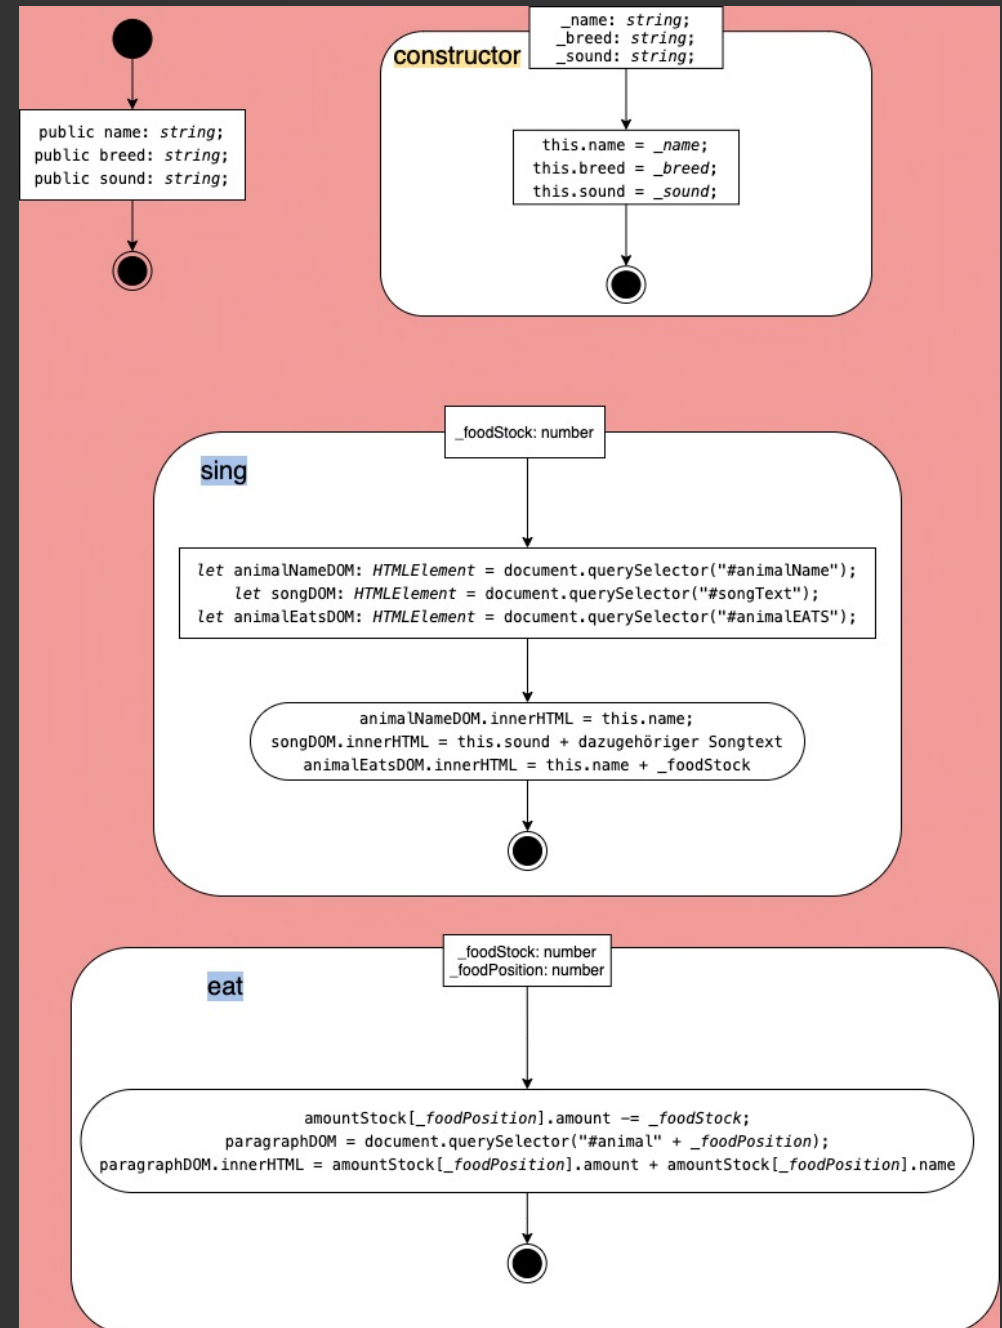 public name: string;
public breed: string;
public sound: string;
constructor
_name: string;
_breed: string;
_sound: string;
this.name = _name;
this.breed = _breed;
this.sound = _sound;
_foodStock: number
sing
let animalNameDOM: HTMLElement = document.querySelector("#animalName");
let songDOM: HTMLElement = document.querySelector("#songText");
let animalEatsDOM: HTMLElement = document.querySelector("#animalEATS");
animalNameDOM.innerHTML = this.name;
songDOM.innerHTML = this.sound + dazugehöriger Songtext
animalEatsDOM.innerHTML = this.name + _foodStock
_foodStock: number
_foodPosition: number
eat
amountStock[_foodPosition].amount -= _foodStock;
paragraphDOM = document.querySelector("#animal" + _foodPosition);
paragraphDOM.innerHTML = amountStock[_foodPosition].amount + amountStock[_foodPosition].name